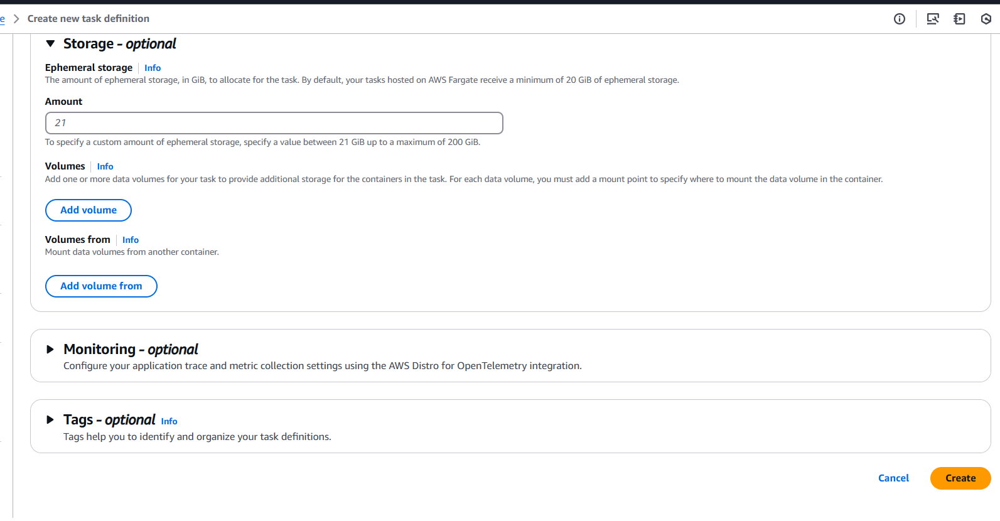 e > Create new task definition
Storage - optional
Ephemeral storage | Info
The amount of ephemeral storage, in GiB, to allocate for the task. By default, your tasks hosted on AWS Fargate receive a minimum of 20 GiB of ephemeral storage.
Amount
21
To specify a custom amount of ephemeral storage, specify a value between 21 GiB up to a maximum of 200 GiB.
Volumes | Info
Add one or more data volumes for your task to provide additional storage for the containers in the task. For each data volume, you must add a mount point to specify where to mount the data volume in the container.
Add volume
Volumes from | Info
Mount data volumes from another container.
Add volume from
Monitoring - optional
Configure your application trace and metric collection settings using the AWS Distro for OpenTelemetry integration.
Tags - optional Info
Tags help you to identify and organize your task definitions.
Cancel Create